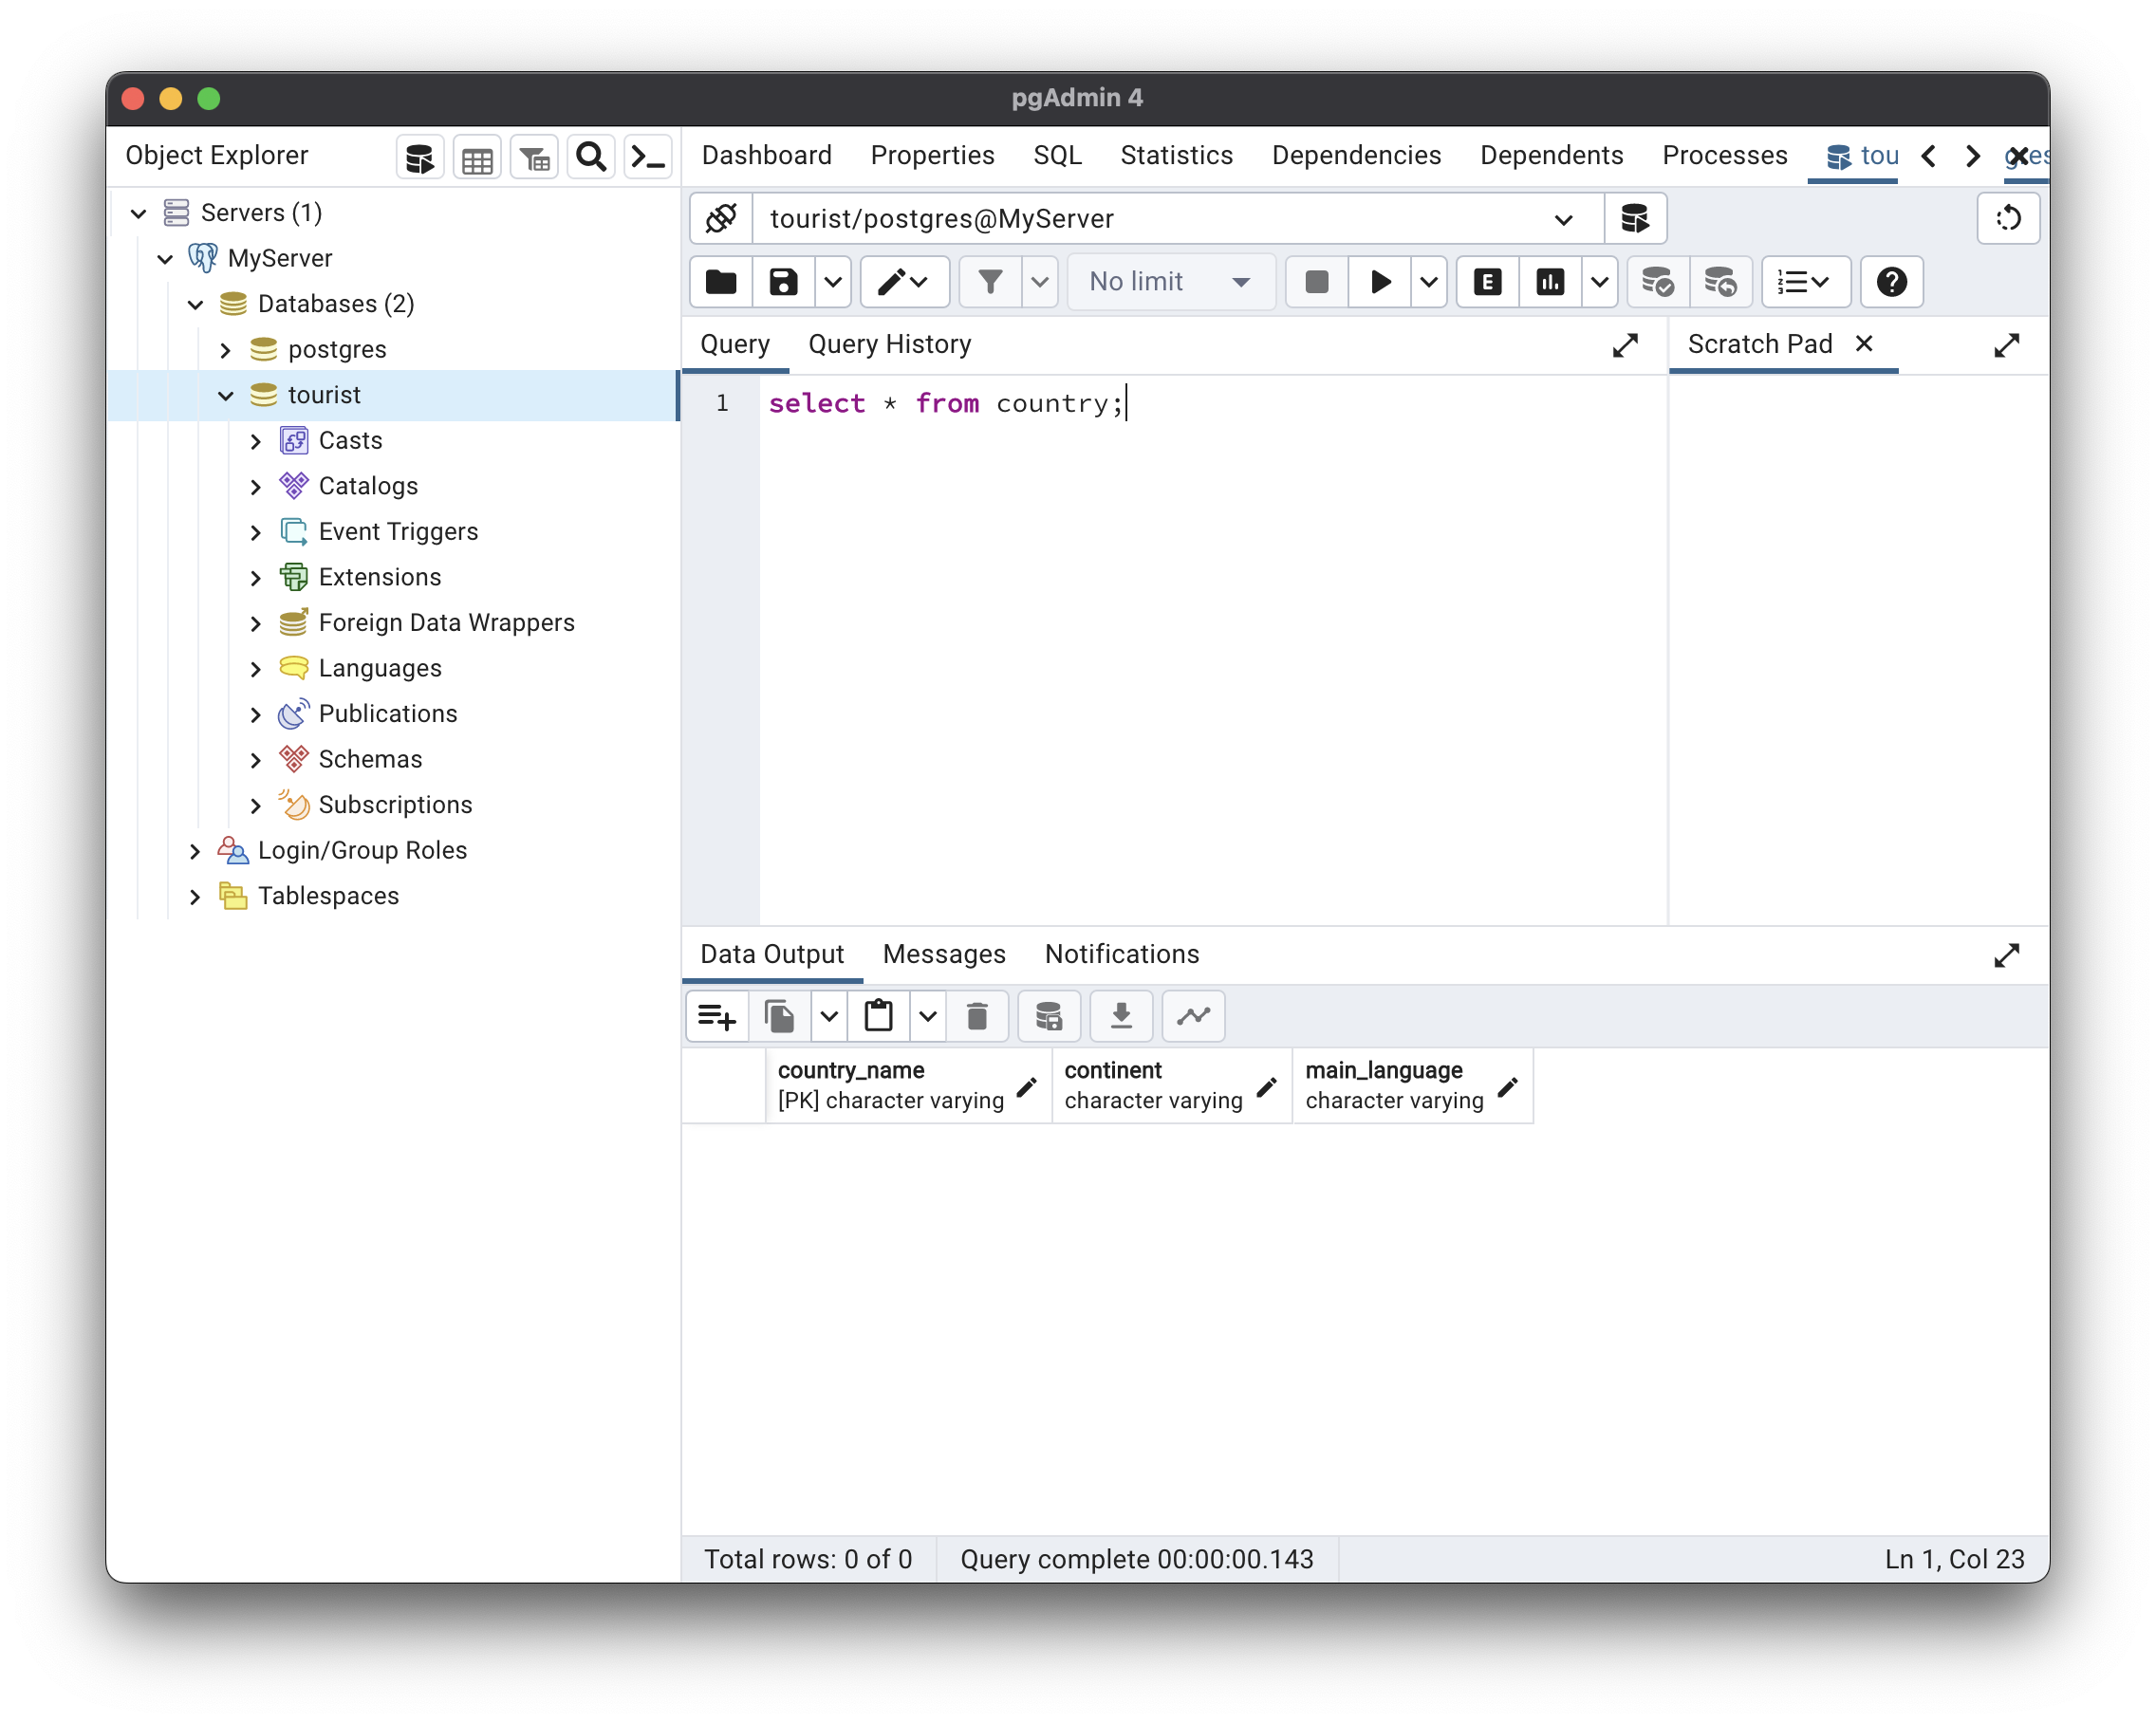 pgAdmin 4
Object Explorer
Dashboard Properties SQL Statistics Dependencies Dependents Processes tou
Servers (1)
MyServer
Databases (2)
postgres
tourist
Casts
Catalogs
Event Triggers
Extensions
Foreign Data Wrappers
Languages
Publications
Schemas
Subscriptions
Login/Group Roles
Tablespaces
tourist/postgres@MyServer
No limit
E
Query Query History
Scratch Pad
1 select * from country;
Data Output Messages Notifications
country_name continent main_language
[PK] character varying character varying character varying
Total rows: 0 of 0 Query complete 00:00:00.143 Ln 1, Col 23